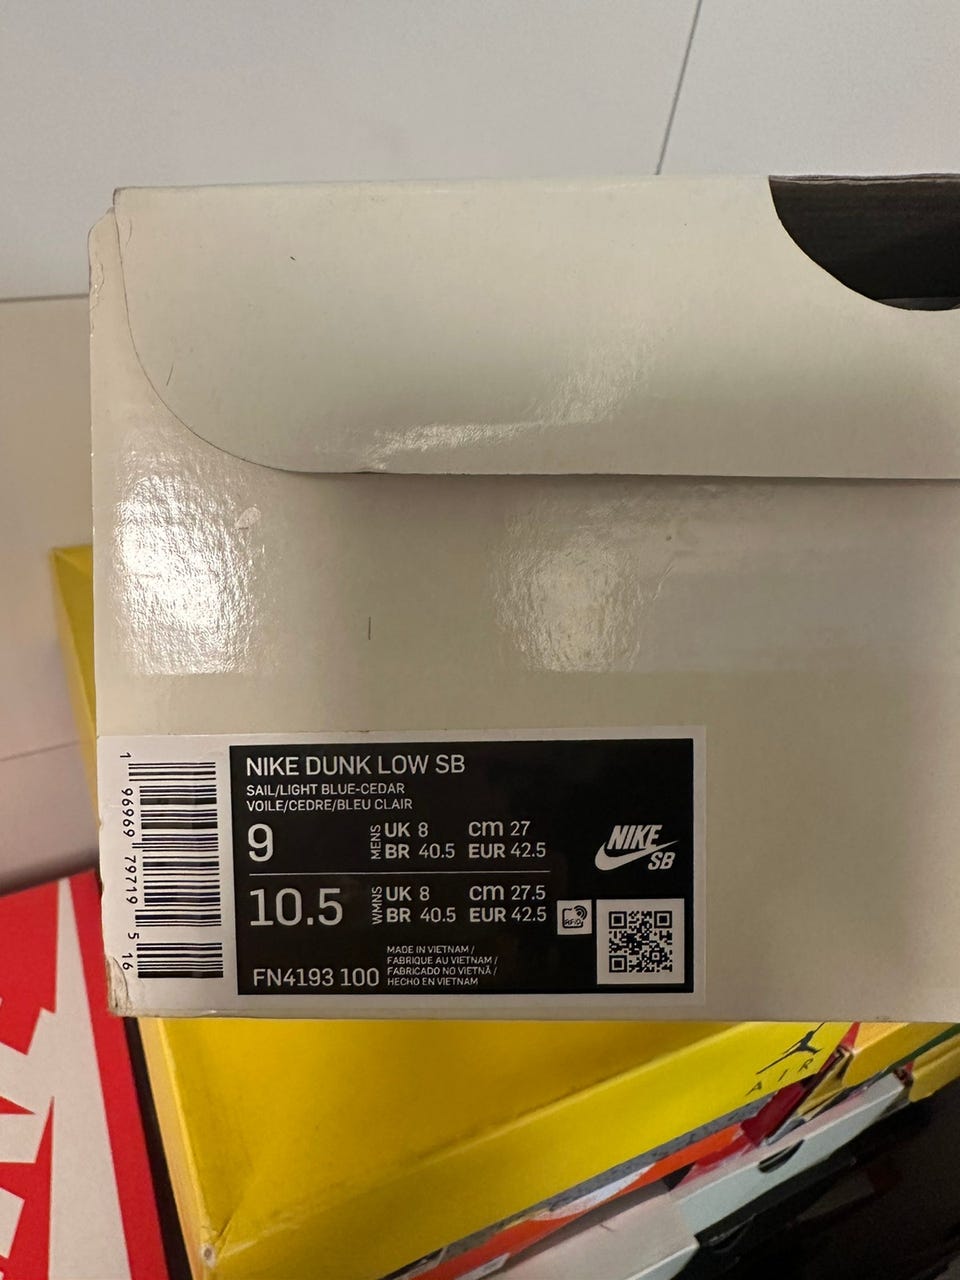 NIKE DUNK LOW SB
SAIL/LIGHT BLUE-CEDAR
VOILE/CEDRE/BLEU CLAIR
9
MENS
UK 8 cm 27
BR 40.5 EUR 42.5
10.5
WMNS
UK 8 cm 27.5
BR 40.5 EUR 42.5
NIKE
SB
RFID
FN4193 100
MADE IN VIETNAM /
FABRIQUE AU VIETNAM /
FABRICADO NO VIETNÃ /
HECHO EN VIETNAM
1 96969 79719 5 16
AIR